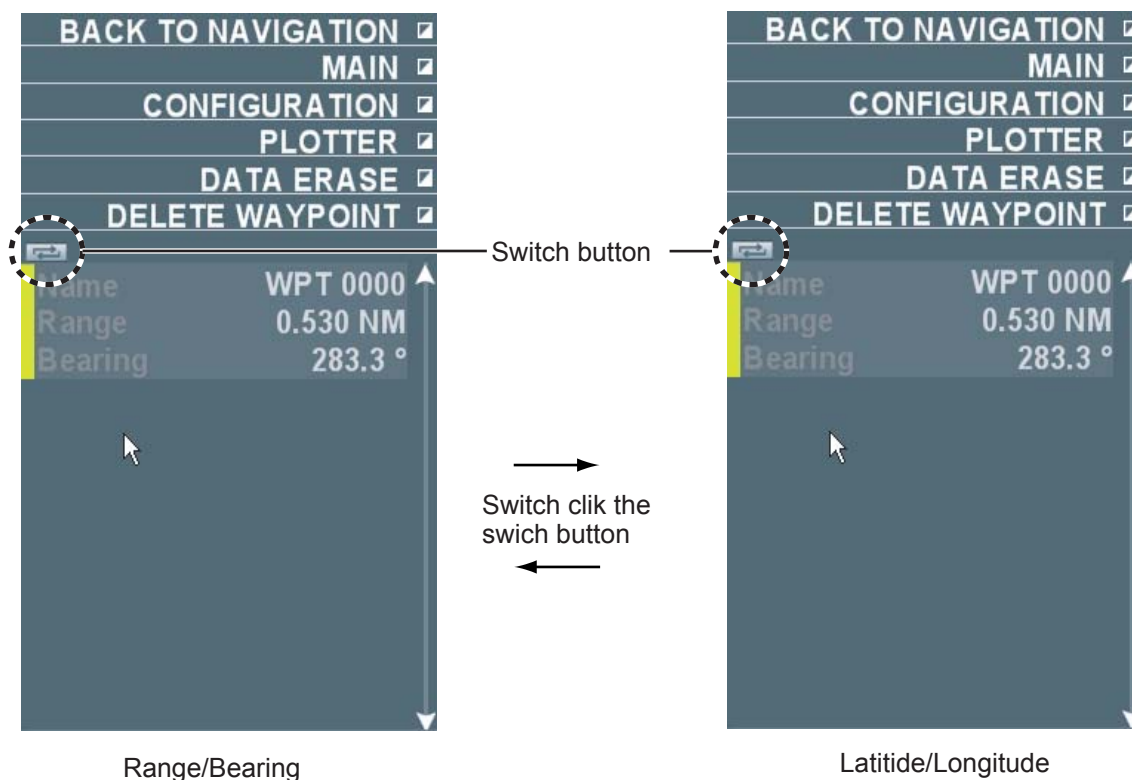 BACK TO NAVIGATION
MAIN
CONFIGURATION
PLOTTER
DATA ERASE
DELETE WAYPOINT
Name WPT 0000
Range 0.530 NM
Bearing 283.3 °
Range/Bearing
Switch button
Switch clik the
swich button
BACK TO NAVIGATION
MAIN
CONFIGURATION
PLOTTER
DATA ERASE
DELETE WAYPOINT
Name WPT 0000
Range 0.530 NM
Bearing 283.3 °
Latitide/Longitude